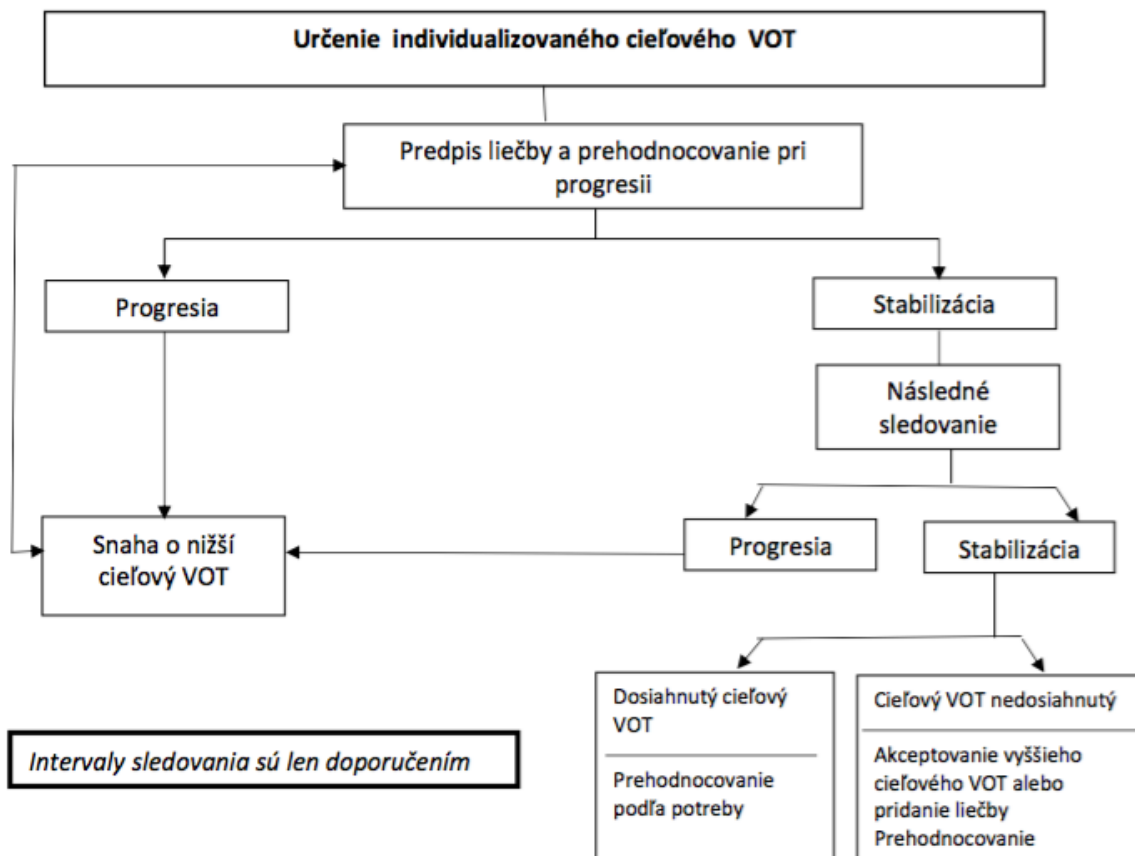 Určenie individualizovaného cieľového VOT
Predpis liečby a prehodnocovanie pri
progresii
Progresia
Stabilizácia
Následné
sledovanie
Snaha o nižší
cieľový VOT
Progresia
Stabilizácia
Dosiahnutý cieľový
VOT
Prehodnocovanie
podľa potreby
Cieľový VOT nedosiahnutý
Akceptovanie vyššieho
cieľového VOT alebo
pridanie liečby
Prehodnocovanie
Intervaly sledovania sú len doporučením